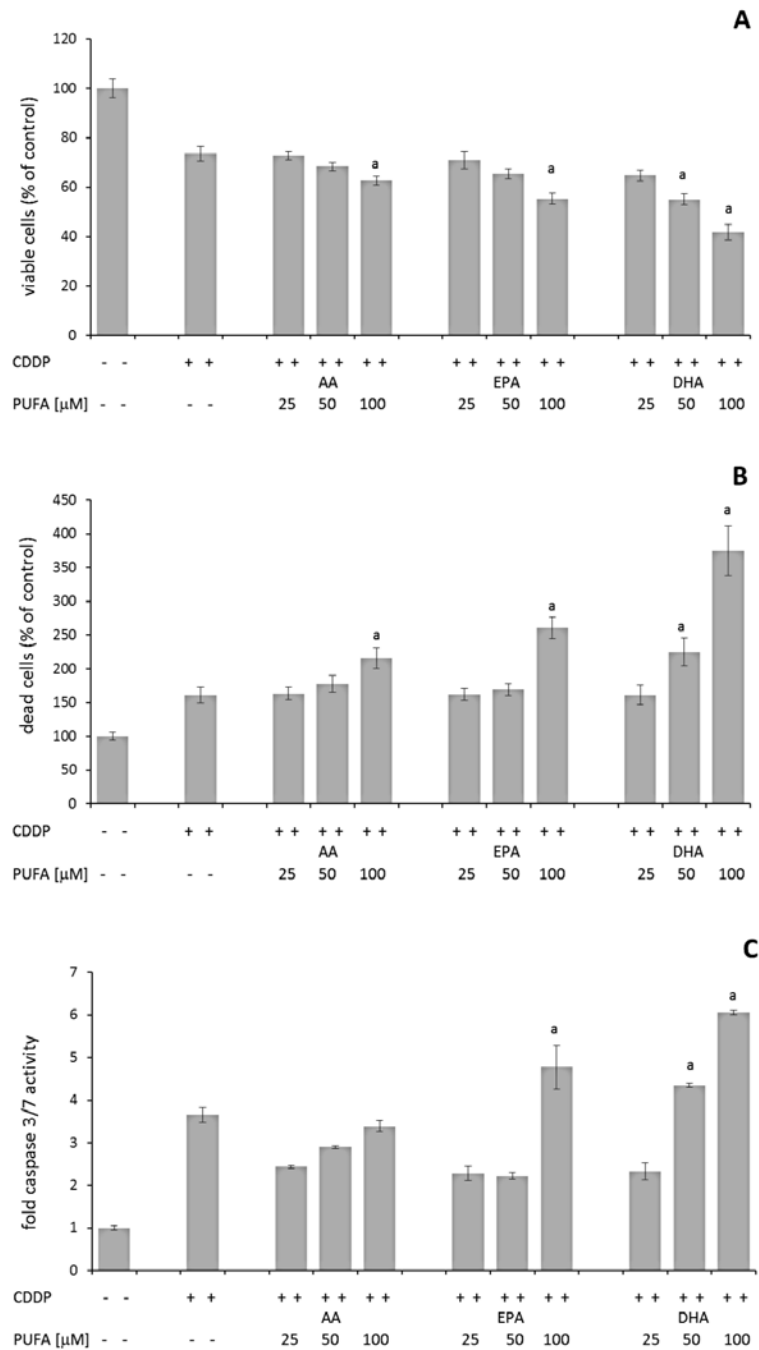 A
120
100
80
60
40
20
0
viable cells (% of control)
a
a
a
a
CDDP - - + + + + + + + + + + + + + + + + + + + +
AA EPA DHA
PUFA [µM] - - - - 25 50 100 25 50 100 25 50 100
B
450
400
350
300
250
200
150
100
50
0
dead cells (% of control)
a
a
a
a
CDDP - - + + + + + + + + + + + + + + + + + + + +
AA EPA DHA
PUFA [µM] - - - - 25 50 100 25 50 100 25 50 100
C
7
6
5
4
3
2
1
0
fold caspase 3/7 activity
a
a
a
CDDP - - + + + + + + + + + + + + + + + + + + + +
AA EPA DHA
PUFA [µM] - - - - 25 50 100 25 50 100 25 50 100